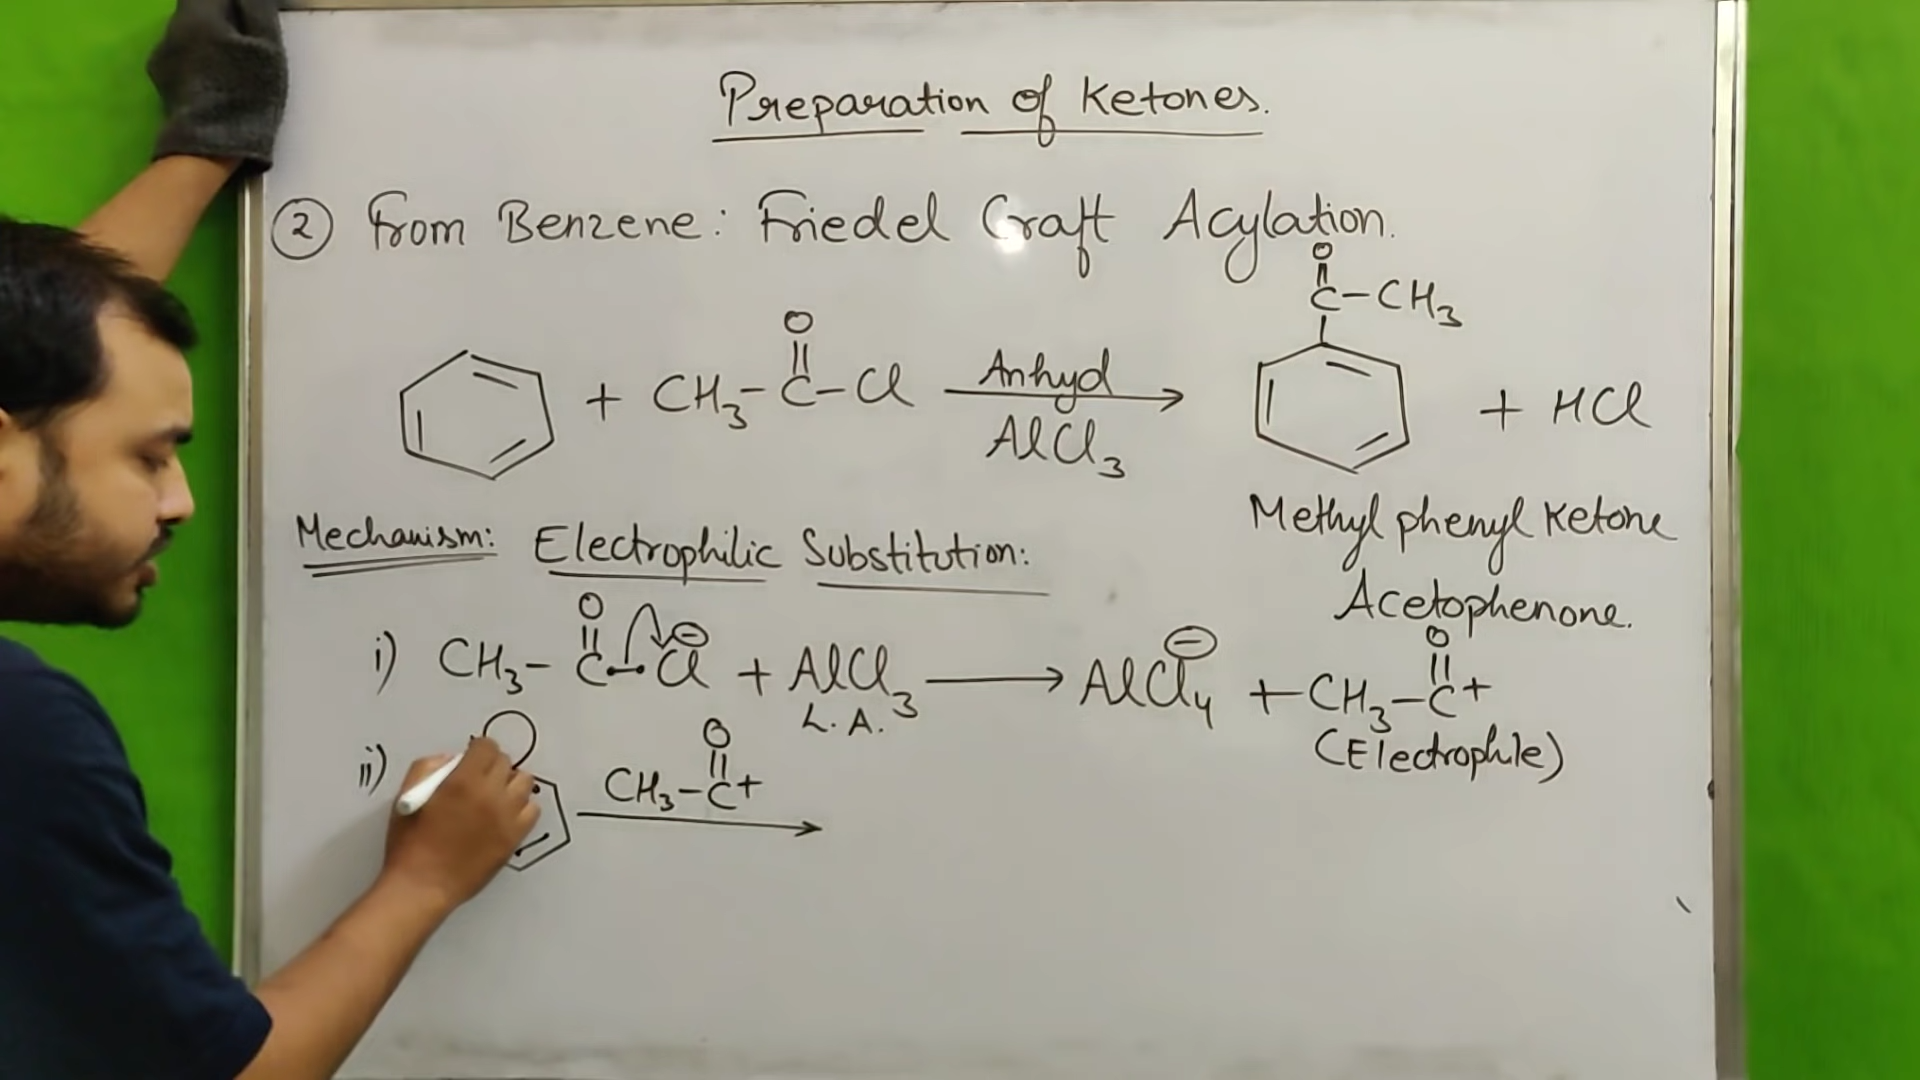 Preparation of Ketones.
② From Benzene: Friedel Craft Acylation.
O
C-CH₃
O
+ CH₃-C-Cl Anhyd + HCl
AlCl₃
Methyl phenyl Ketone
Mechanism: Electrophilic Substitution:
Acetophenone.
O
i) CH₃-C-Cl⊖ + AlCl₃ → AlCl₄⊖ + CH₃-C+
L.A.
O
(Electrophile)
ii) CH₃-C+
O